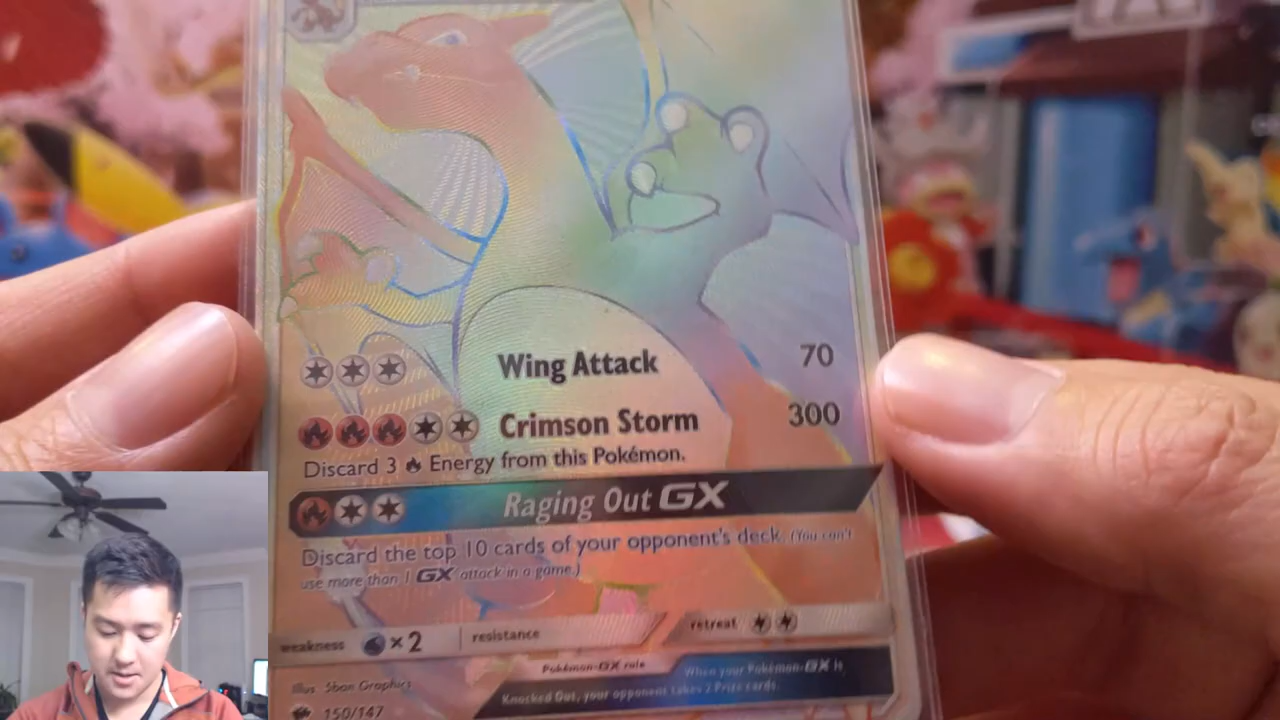 Wing Attack 70
Crimson Storm 300
Discard 3 Energy from this Pokémon.
Raging Out GX
Discard the top 10 cards of your opponent's deck. (You can't
use more than 1 GX attack in a game.)
weakness ×2 resistance retreat
Pokémon-GX rule When your Pokémon-GX is
Knocked Out, your opponent takes 2 Prize cards.
Illus. 5ban Graphics
150/147